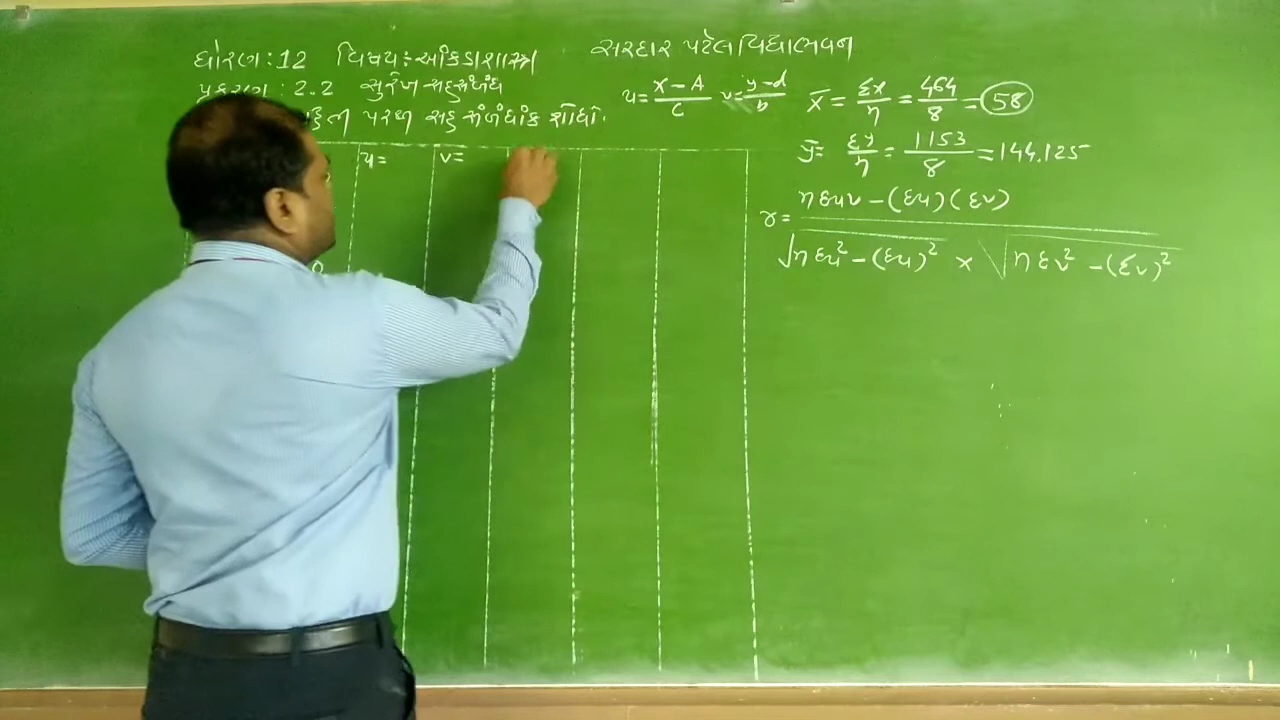 ધોરણ : 12 વિષય : આંકડાશાસ્ત્ર સરદાર પટેલ વિદ્યાભવન
પ્રકરણ : 2.2 સુરેખ સહસંબંધ
પરથી સહસંબંધાંક શોધો.
u = (x - A)/c v = (y - d)/b x̄ = Σx/n = 464/8 = 58
ȳ = Σy/n = 1153/8 = 144.125
u = v =
r = (nΣuv - (Σu)(Σv)) / (√(nΣu² - (Σu)²) × √(nΣv² - (Σv)²))